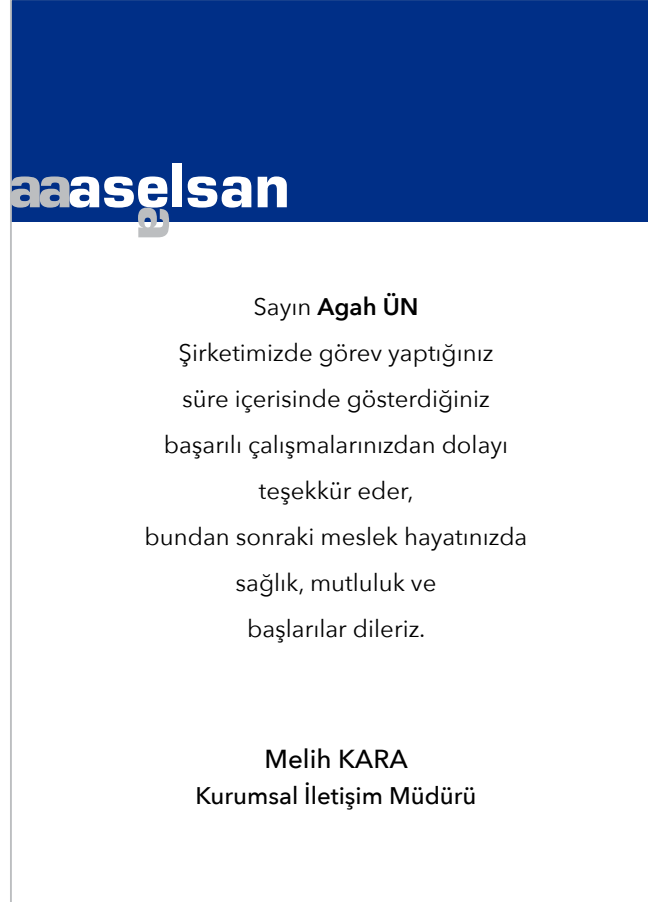 aaaselsan
a
Sayın Agah ÜN
Şirketimizde görev yaptığınız
süre içerisinde gösterdiğiniz
başarılı çalışmalarınızdan dolayı
teşekkür eder,
bundan sonraki meslek hayatınızda
sağlık, mutluluk ve
başlarılar dileriz.
Melih KARA
Kurumsal İletişim Müdürü